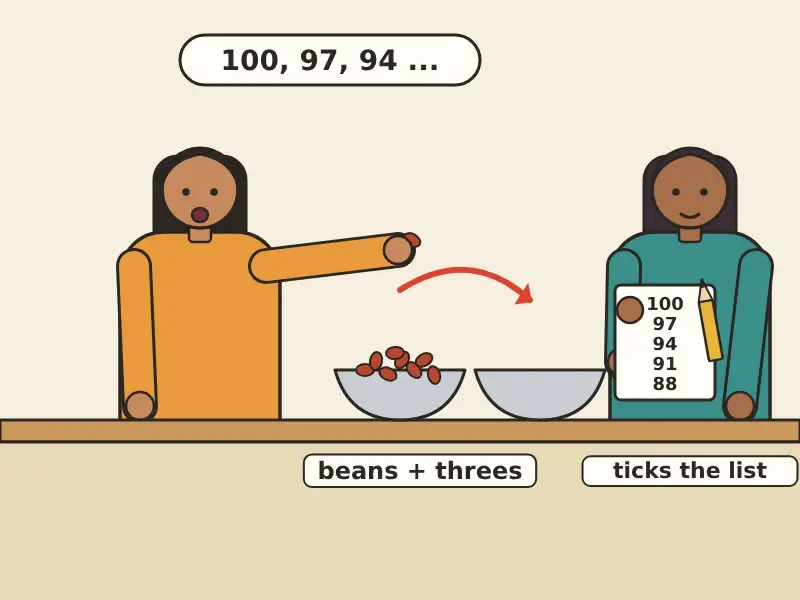 100, 97, 94 ...
100
97
94
91
88
beans + threes
ticks the list